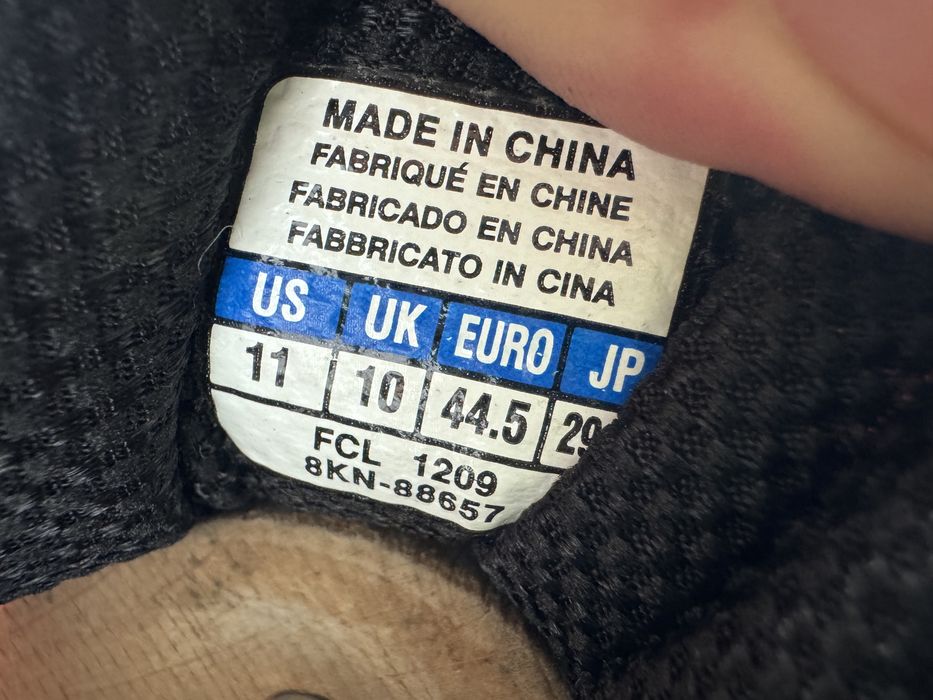 MADE IN CHINA
FABRIQUÉ EN CHINE
FABRICADO EN CHINA
FABBRICATO IN CINA
US UK EURO JP
11 10 44.5
FCL 1209
8KN-88657